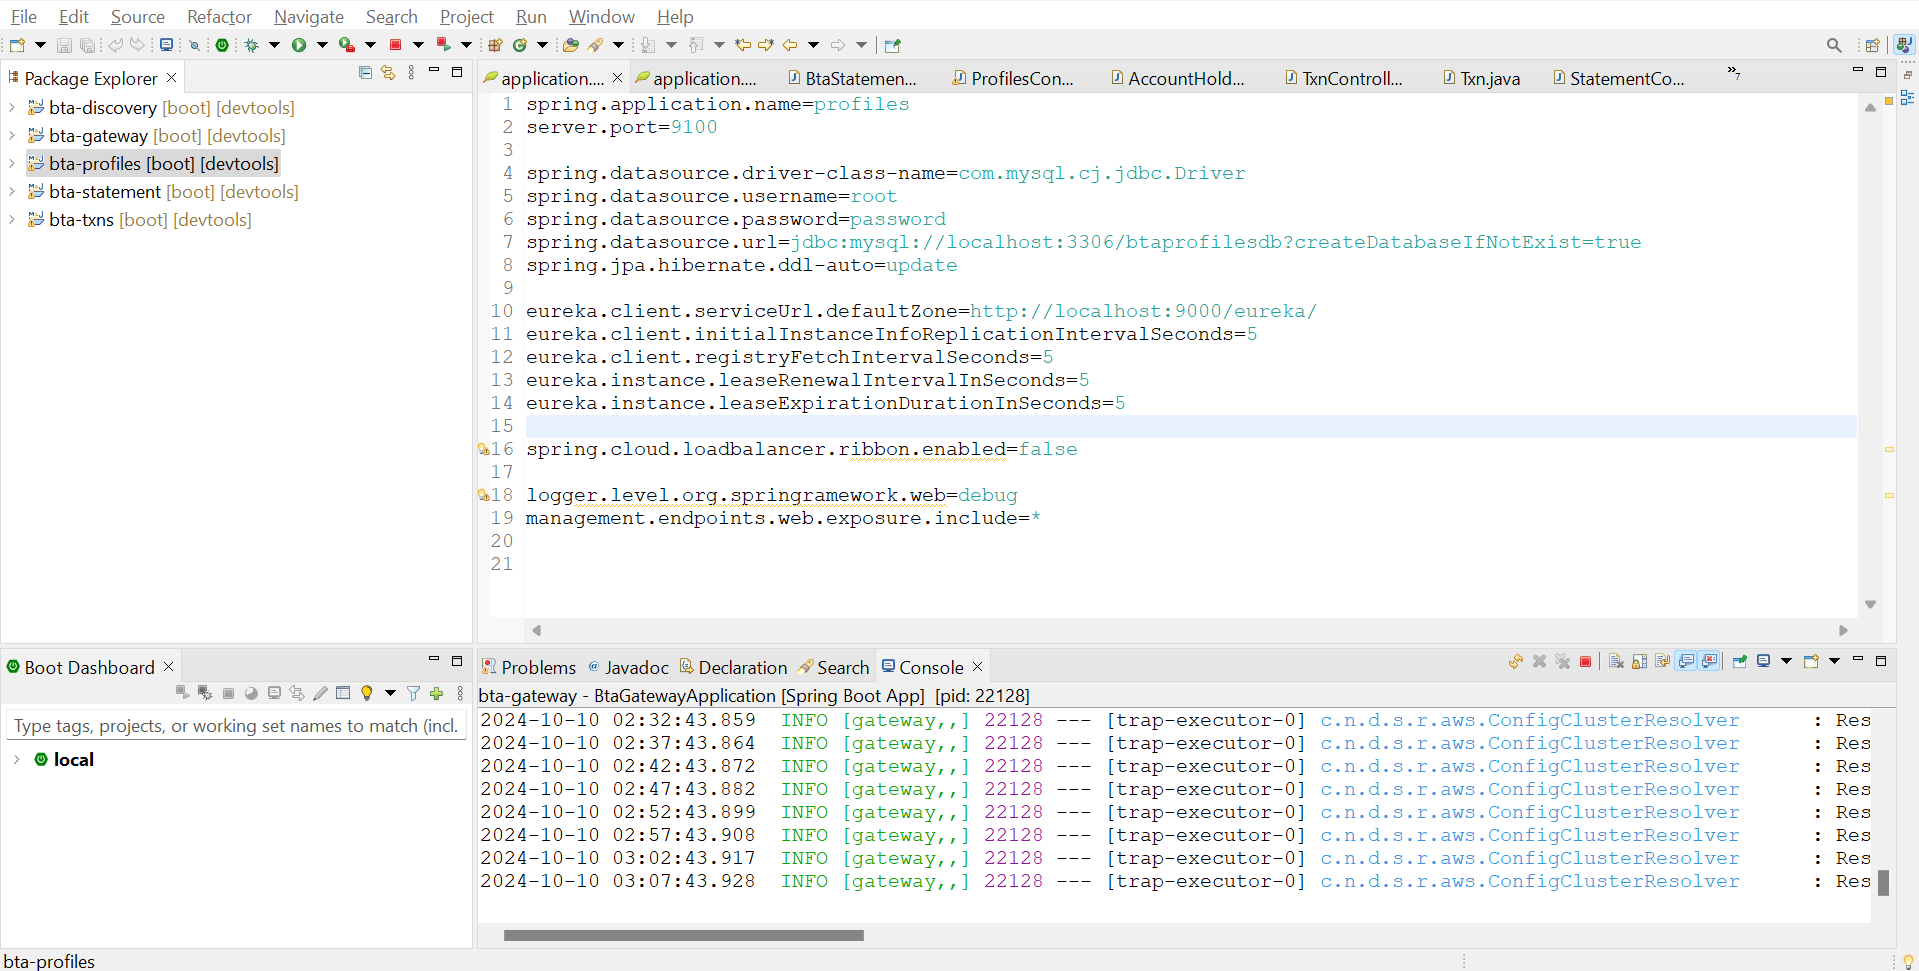 File Edit Source Refactor Navigate Search Project Run Window Help
Package Explorer
bta-discovery [boot] [devtools]
bta-gateway [boot] [devtools]
bta-profiles [boot] [devtools]
bta-statement [boot] [devtools]
bta-txns [boot] [devtools]
application.... application.... BtaStatemen... ProfilesCon... AccountHold... TxnControll... Txn.java StatementCo... »7
1 spring.application.name=profiles
2 server.port=9100
3
4 spring.datasource.driver-class-name=com.mysql.cj.jdbc.Driver
5 spring.datasource.username=root
6 spring.datasource.password=password
7 spring.datasource.url=jdbc:mysql://localhost:3306/btaprofilesdb?createDatabaseIfNotExist=true
8 spring.jpa.hibernate.ddl-auto=update
9
10 eureka.client.serviceUrl.defaultZone=http://localhost:9000/eureka/
11 eureka.client.initialInstanceInfoReplicationIntervalSeconds=5
12 eureka.client.registryFetchIntervalSeconds=5
13 eureka.instance.leaseRenewalIntervalInSeconds=5
14 eureka.instance.leaseExpirationDurationInSeconds=5
15
16 spring.cloud.loadbalancer.ribbon.enabled=false
17
18 logger.level.org.springramework.web=debug
19 management.endpoints.web.exposure.include=*
20
21
Boot Dashboard
Type tags, projects, or working set names to match (incl.
local
Problems @ Javadoc Declaration Search Console
bta-gateway - BtaGatewayApplication [Spring Boot App] [pid: 22128]
2024-10-10 02:32:43.859 INFO [gateway,,] 22128 --- [trap-executor-0] c.n.d.s.r.aws.ConfigClusterResolver : Res
2024-10-10 02:37:43.864 INFO [gateway,,] 22128 --- [trap-executor-0] c.n.d.s.r.aws.ConfigClusterResolver : Res
2024-10-10 02:42:43.872 INFO [gateway,,] 22128 --- [trap-executor-0] c.n.d.s.r.aws.ConfigClusterResolver : Res
2024-10-10 02:47:43.882 INFO [gateway,,] 22128 --- [trap-executor-0] c.n.d.s.r.aws.ConfigClusterResolver : Res
2024-10-10 02:52:43.899 INFO [gateway,,] 22128 --- [trap-executor-0] c.n.d.s.r.aws.ConfigClusterResolver : Res
2024-10-10 02:57:43.908 INFO [gateway,,] 22128 --- [trap-executor-0] c.n.d.s.r.aws.ConfigClusterResolver : Res
2024-10-10 03:02:43.917 INFO [gateway,,] 22128 --- [trap-executor-0] c.n.d.s.r.aws.ConfigClusterResolver : Res
2024-10-10 03:07:43.928 INFO [gateway,,] 22128 --- [trap-executor-0] c.n.d.s.r.aws.ConfigClusterResolver : Res
bta-profiles